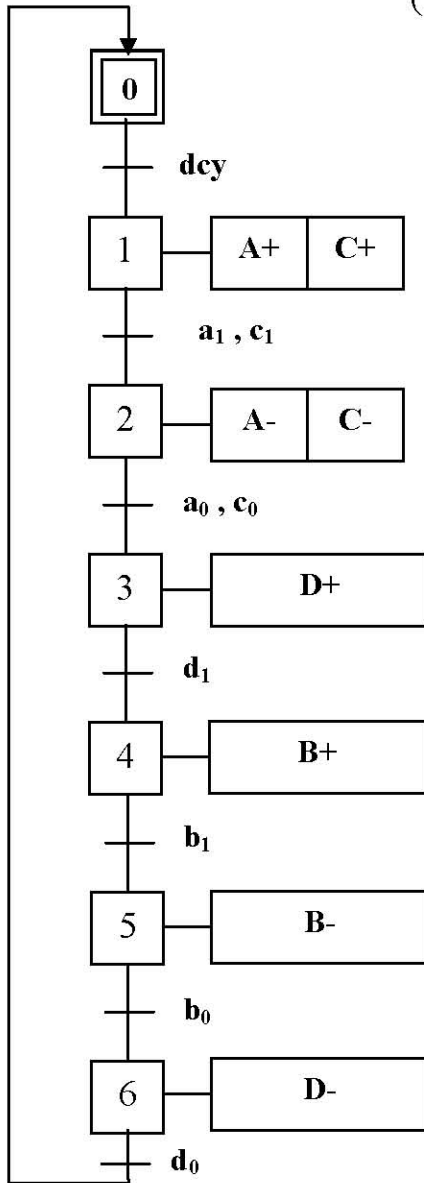 (
0
dcy
1 A+ C+
a₁ , c₁
2 A- C-
a₀ , c₀
3 D+
d₁
4 B+
b₁
5 B-
b₀
6 D-
d₀